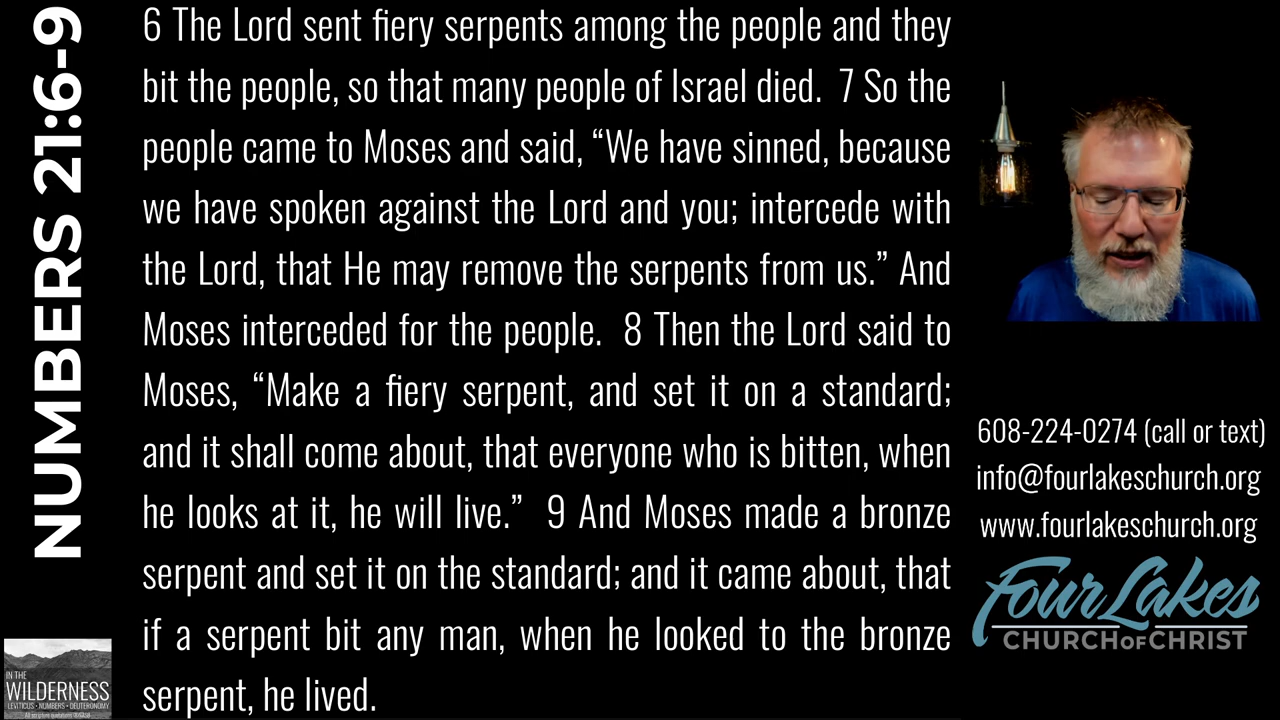 NUMBERS 21:6-9
6 The Lord sent fiery serpents among the people and they
bit the people, so that many people of Israel died.  7 So the
people came to Moses and said, “We have sinned, because
we have spoken against the Lord and you; intercede with
the Lord, that He may remove the serpents from us.” And
Moses interceded for the people.  8 Then the Lord said to
Moses, “Make a fiery serpent, and set it on a standard;
and it shall come about, that everyone who is bitten, when
he looks at it, he will live.”  9 And Moses made a bronze
serpent and set it on the standard; and it came about, that
if a serpent bit any man, when he looked to the bronze
serpent, he lived.
608-224-0274 (call or text)
info@fourlakeschurch.org
www.fourlakeschurch.org
Four Lakes
CHURCH OF CHRIST
IN THE
WILDERNESS
LEVITICUS • NUMBERS • DEUTERONOMY